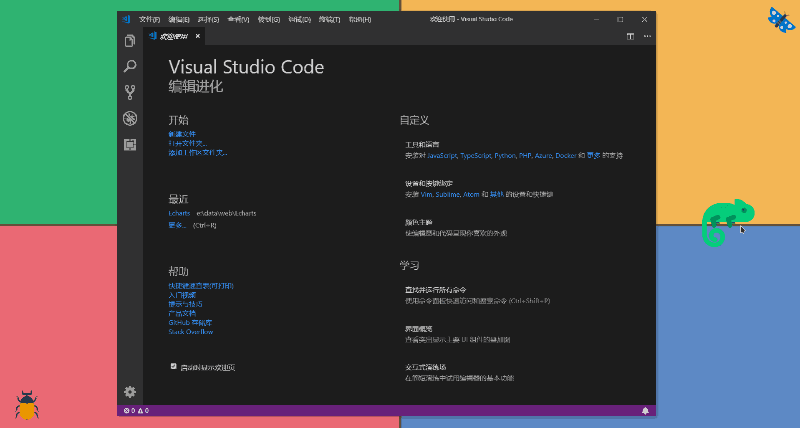 文件(F) 编辑(E) 选择(S) 查看(V) 转到(G) 调试(D) 终端(T) 帮助(H)
欢迎使用 - Visual Studio Code
欢迎使用
Visual Studio Code
编辑进化
开始
新建文件
打开文件夹...
添加工作区文件夹...
最近
Echarts e:\data\web\Echarts
更多... (Ctrl+R)
帮助
快捷键速查表(可打印)
入门视频
提示与技巧
产品文档
GitHub 存储库
Stack Overflow
启动时显示欢迎页
自定义
工具和语言
安装对 JavaScript, TypeScript, Python, PHP, Azure, Docker 和 更多 的支持
设置和按键绑定
安装 Vim, Sublime, Atom 和 其他 的设置和快捷键
颜色主题
使编辑器和代码呈现你喜欢的外观
学习
查找并运行所有命令
使用命令面板快速访问和搜索命令 (Ctrl+Shift+P)
界面概览
查看突出显示主要 UI 组件的叠加图
交互式演练场
在简短演练中试用编辑器的基本功能
0 0